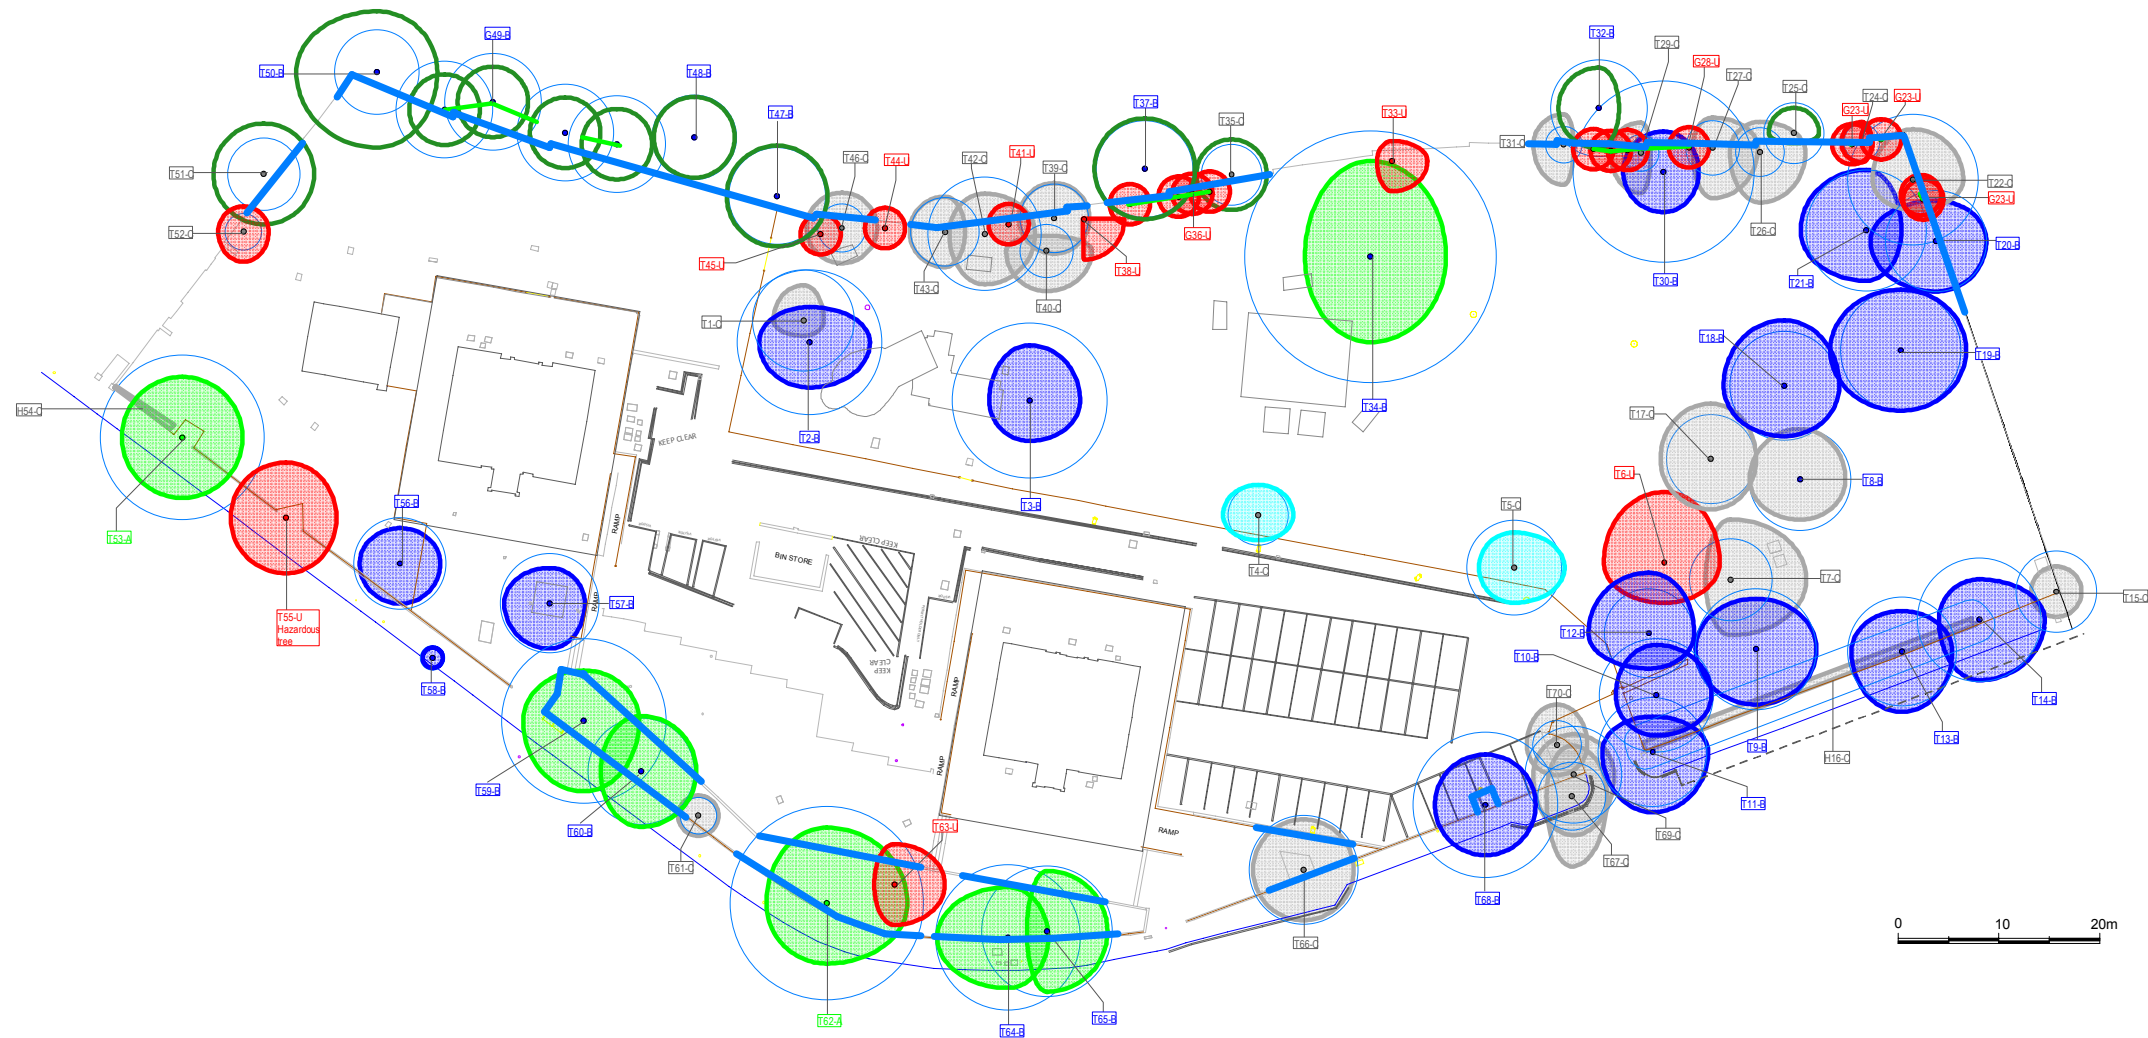 G49-B
T50-B
T48-B
T47-B
T51-C
T52-C
T46-C
T44-U
T45-U
T42-C
T41-U
T39-C
T43-C
T40-C
T38-U
T37-B
T35-C
G36-U
T33-U
T34-B
T32-B
T29-C
G28-U
T27-C
T25-C
T24-C
G23-U
G23-U
T31-C
T22-C
G23-U
T26-C
T30-B
T21-B
T20-B
T18-B
T19-B
T17-C
T8-B
T6-U
T1-C
T2-B
T3-B
T4-C
T5-C
T7-C
T15-C
T12-B
T10-B
T70-C
T14-B
T13-B
T9-B
H16-C
T11-B
T69-C
T67-C
T68-B
T66-C
H54-C
T53-A
T55-U
Hazardous
tree
T56-B
T57-B
T58-B
T59-B
T60-B
T61-C
T62-A
T63-U
T64-B
T65-B
KEEP CLEAR
RAMP
RAMP
BIN STORE
KEEP CLEAR
KEEP
CLEAR
RAMP
RAMP
RAMP
0 10 20m